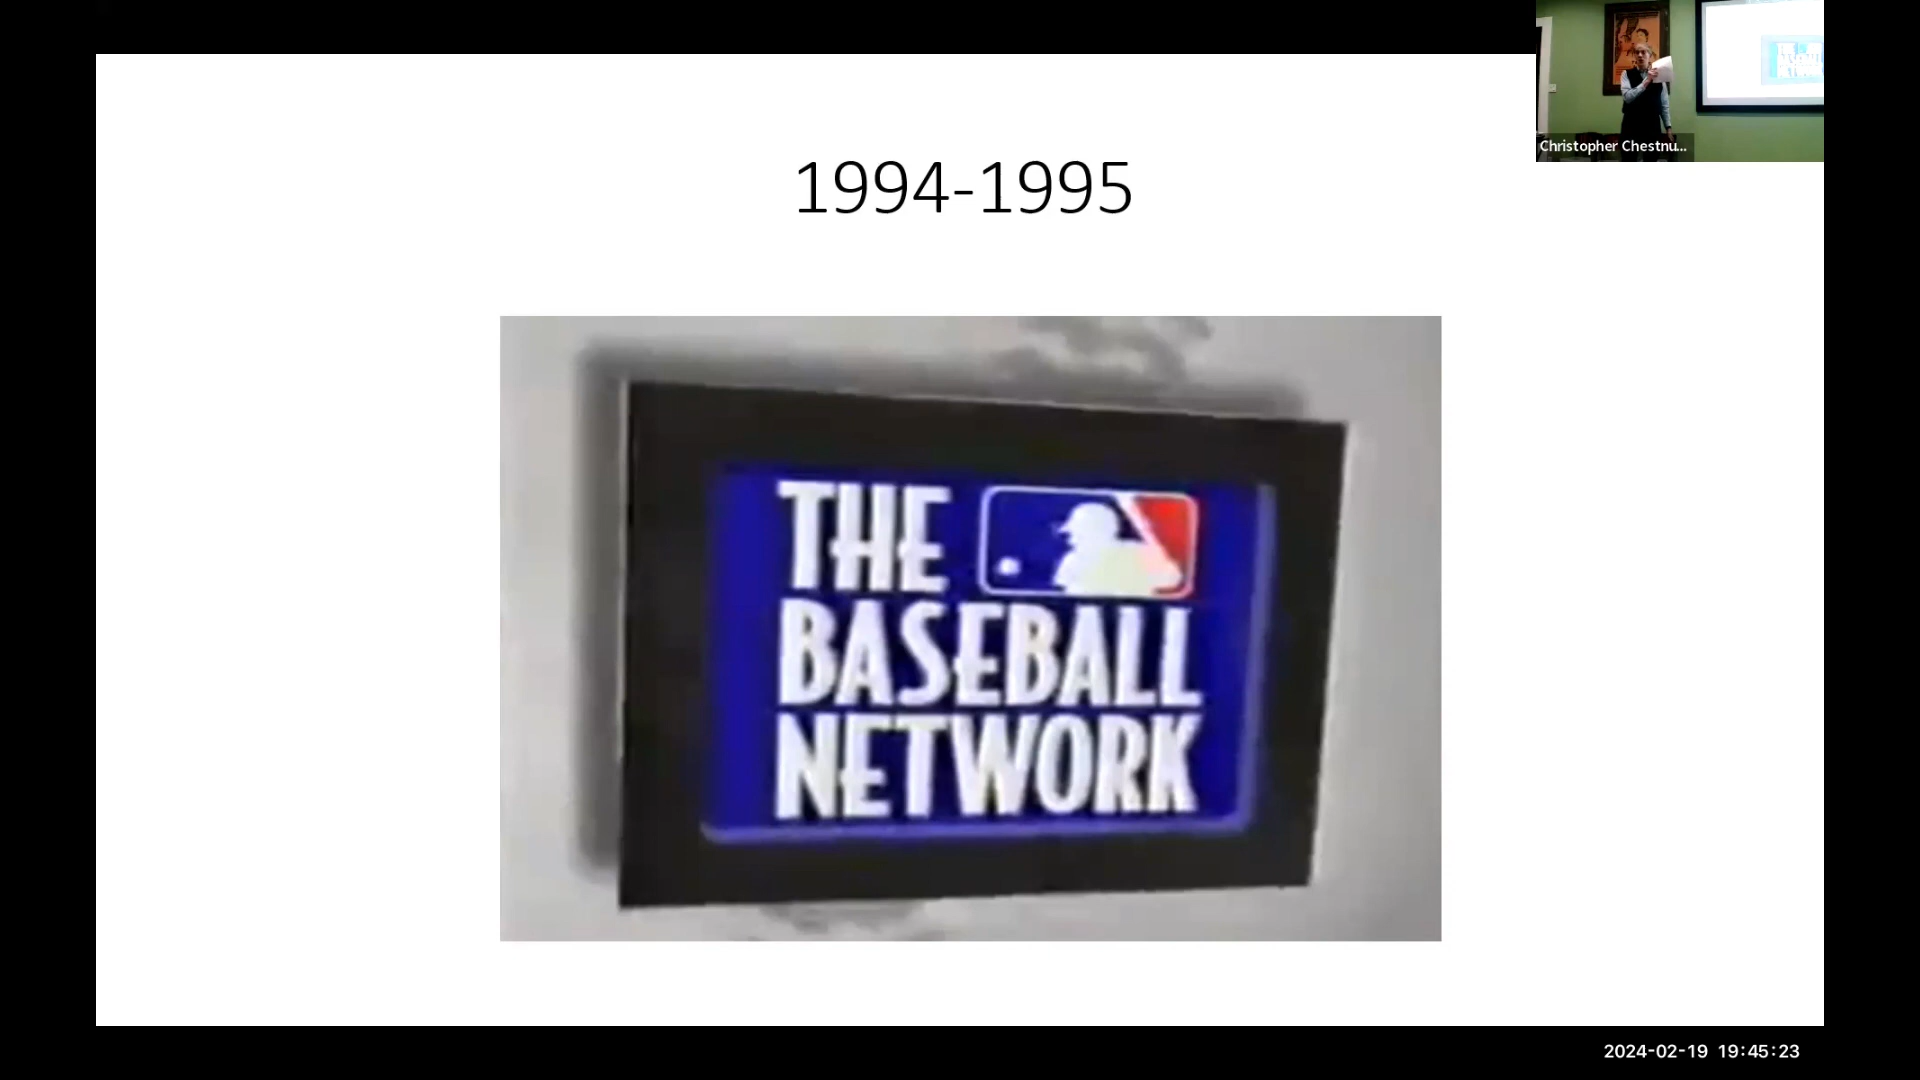 1994-1995
THE
BASEBALL
NETWORK
Christopher Chestnu...
2024-02-19 19:45:23